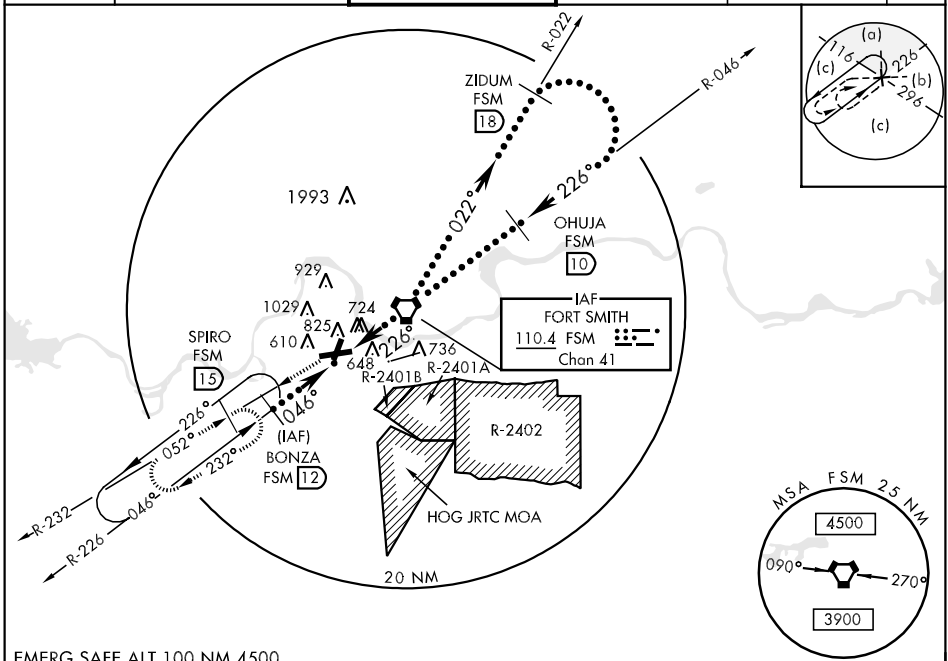 R-022
R-046
ZIDUM
FSM
18
022°
226°
OHUJA
FSM
10
(a)
116
226
(c)
(b)
296
(c)
1993
929
1029
724
825
610
648
736
226°
IAF
FORT SMITH
110.4 FSM
Chan 41
SPIRO
FSM
15
R-2401B
R-2401A
R-2402
226°
046°
052°
(IAF)
BONZA
FSM 12
232°
046°
R-232
R-226
HOG JRTC MOA
20 NM
MSA FSM 25 NM
4500
090°
270°
3900
EMERG SAFE ALT 100 NM 4500